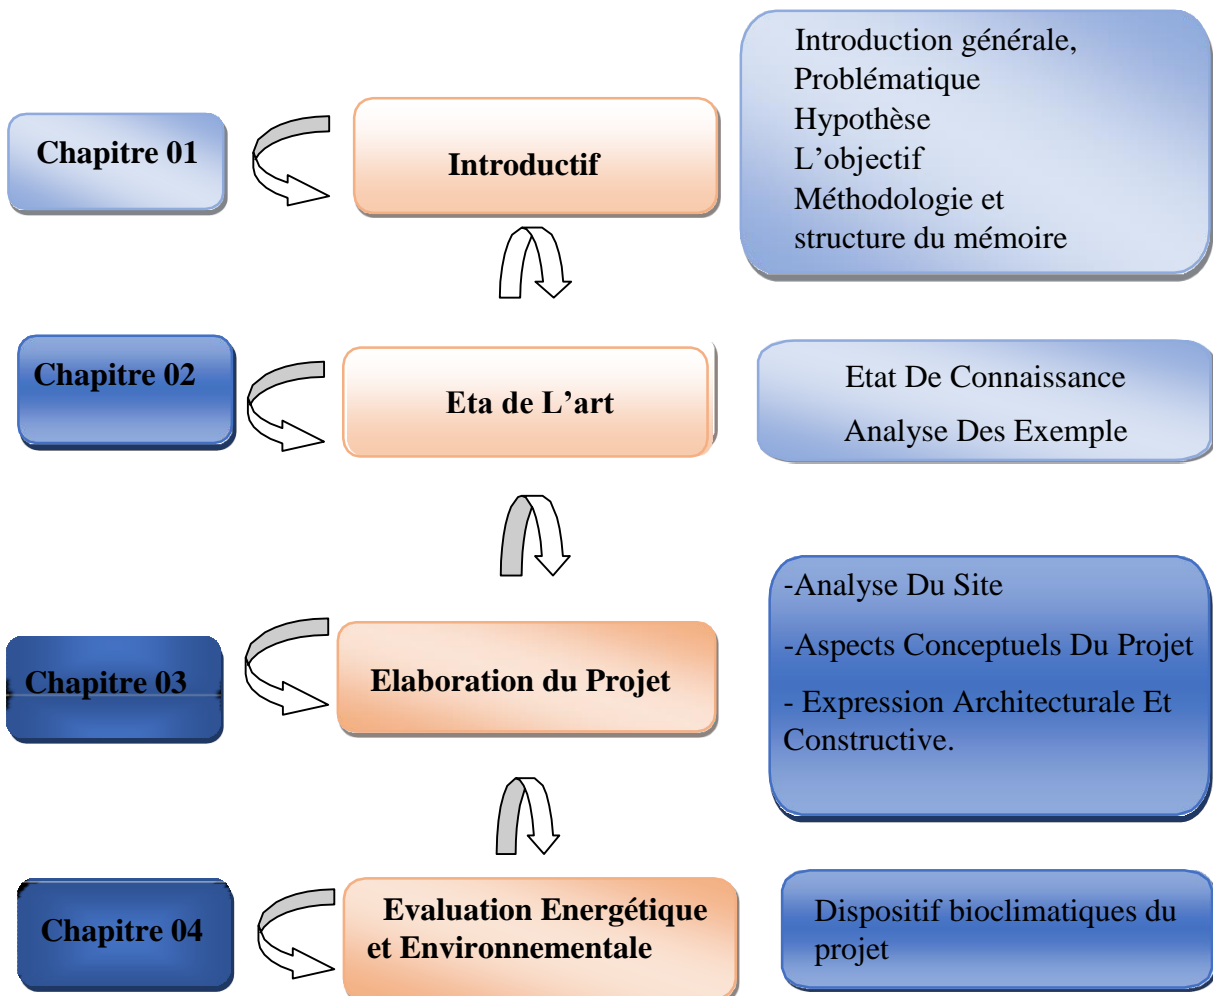 Chapitre 01
Introductif
Introduction générale,
Problématique
Hypothèse
L’objectif
Méthodologie et
structure du mémoire
Chapitre 02
Eta de L’art
Etat De Connaissance
Analyse Des Exemple
Chapitre 03
Elaboration du Projet
-Analyse Du Site
-Aspects Conceptuels Du Projet
- Expression Architecturale Et
Constructive.
Chapitre 04
Evaluation Energétique
et Environnementale
Dispositif bioclimatiques du
projet